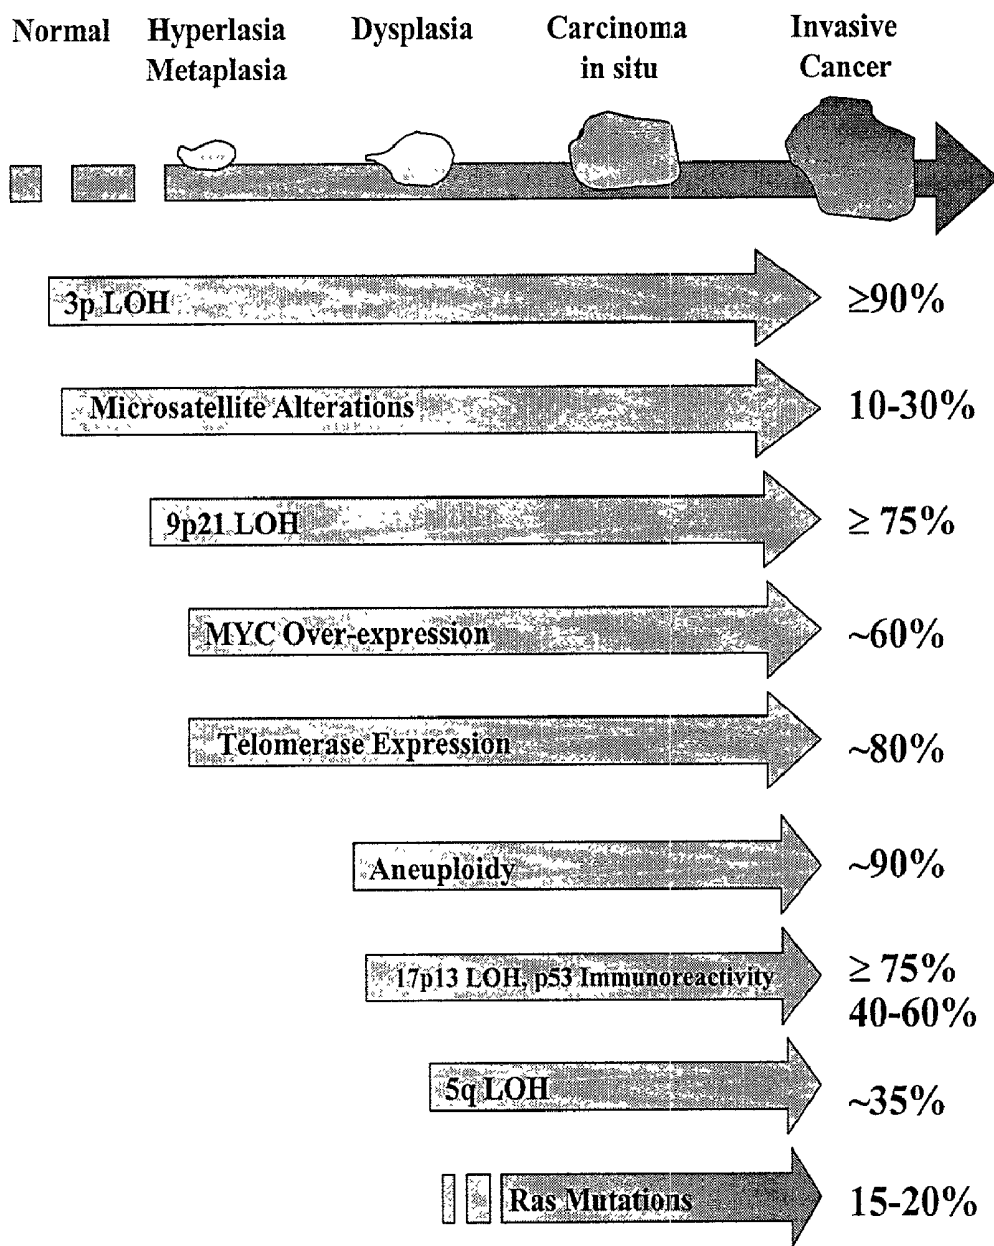 Normal
Hyperlasia
Metaplasia
Dysplasia
Carcinoma
in situ
Invasive
Cancer
3p LOH
≥90%
Microsatellite Alterations
10-30%
9p21 LOH
≥ 75%
MYC Over-expression
~60%
Telomerase Expression
~80%
Aneuploidy
~90%
17p13 LOH, p53 Immunoreactivity
≥ 75%
40-60%
5q LOH
~35%
Ras Mutations
15-20%